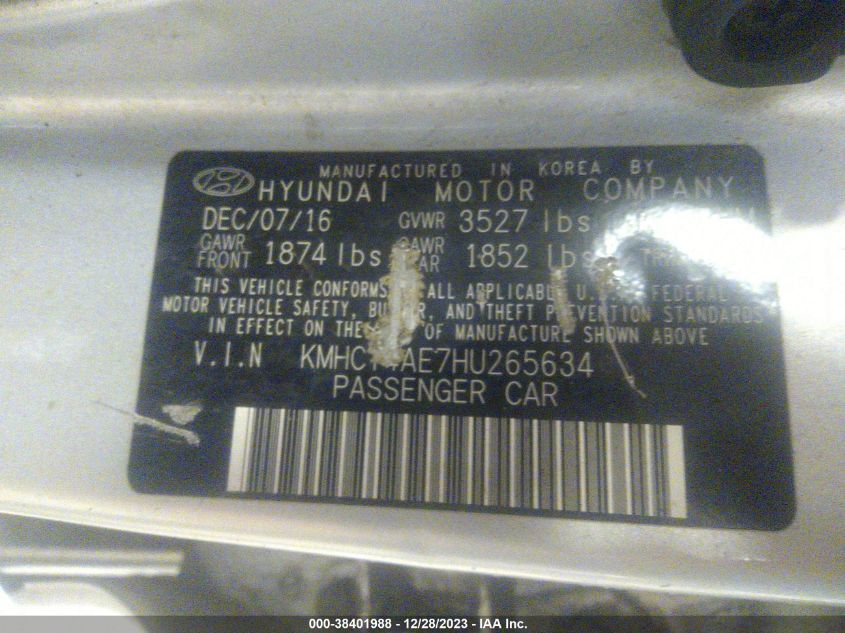 MANUFACTURED IN KOREA BY
HYUNDAI MOTOR COMPANY
DEC/07/16 GVWR 3527 lbs
GAWR FRONT 1874 lbs GAWR 1852 lbs
THIS VEHICLE CONFORMS ALL APPLICABLE FEDERAL
MOTOR VEHICLE SAFETY, AND THEFT PREVENTION STANDARDS
IN EFFECT ON THE OF MANUFACTURE SHOWN ABOVE
V.I.N
PASSENGER CAR
000-38401988 - 12/28/2023 - IAA Inc.